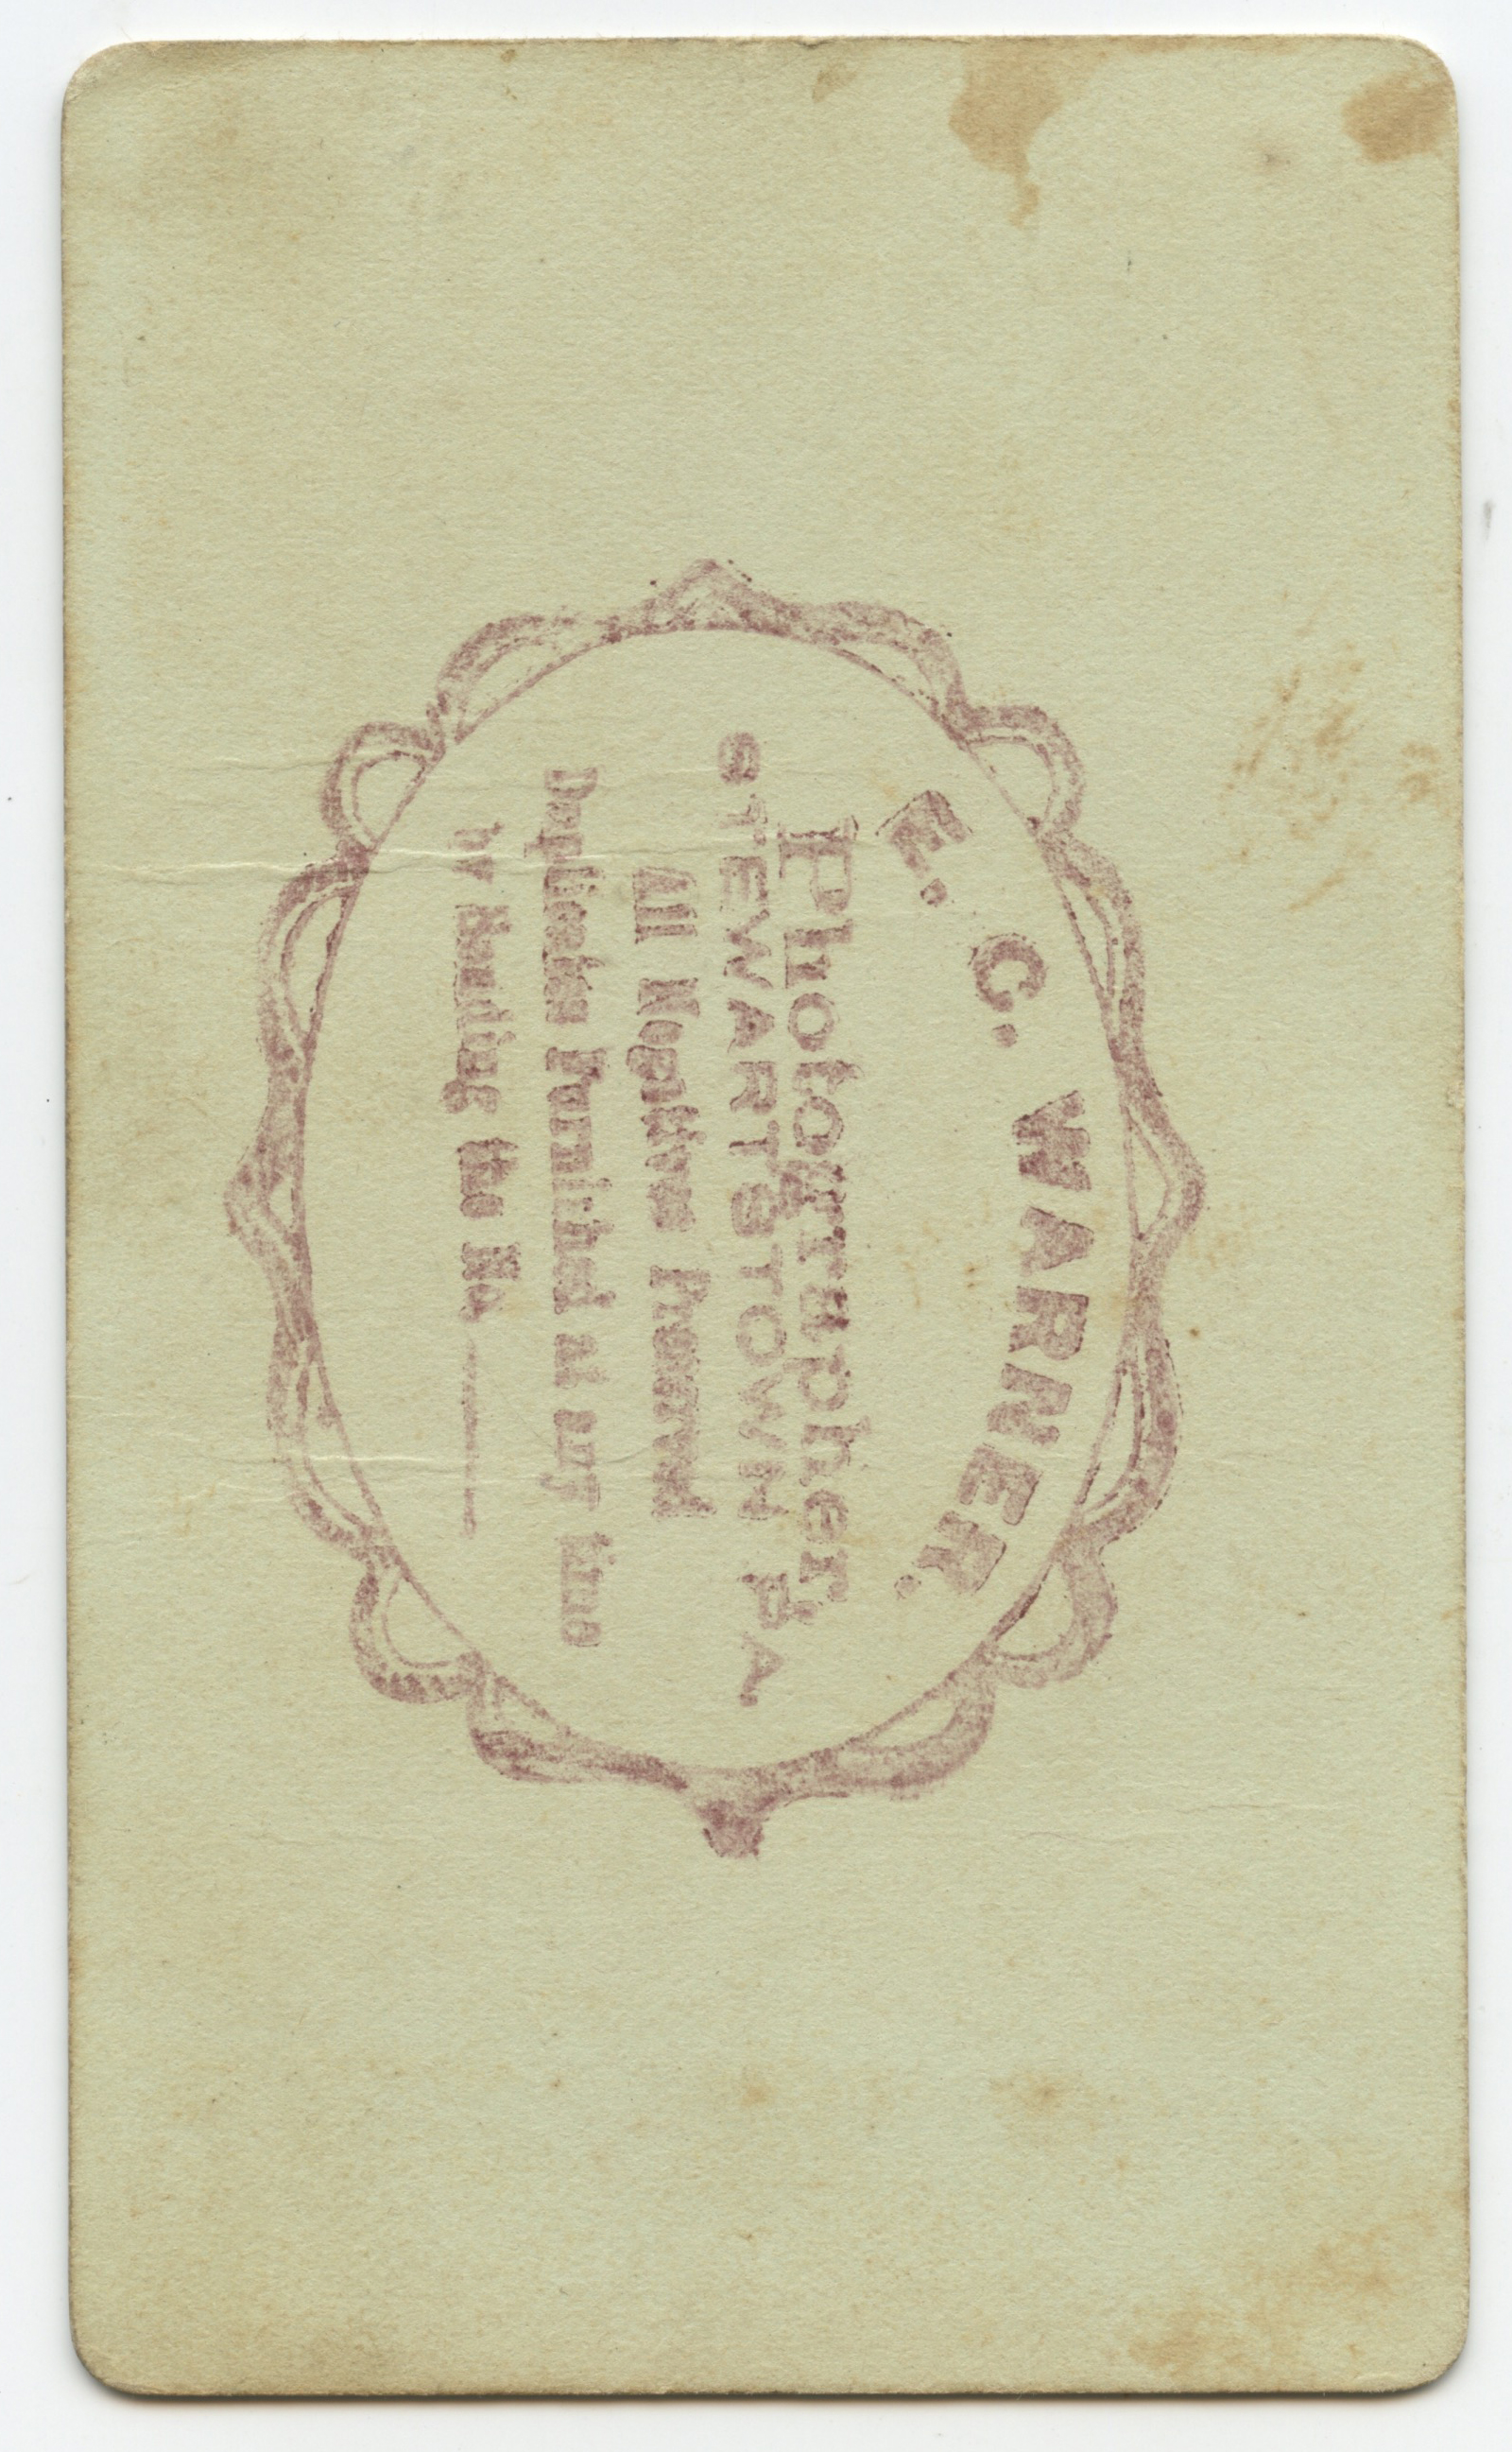 E. C. WARNER.
Photographer.
STEWARTSTOWN PA.
All Negatives Preserved
Duplicates Furnished at any time
by Sending the No.